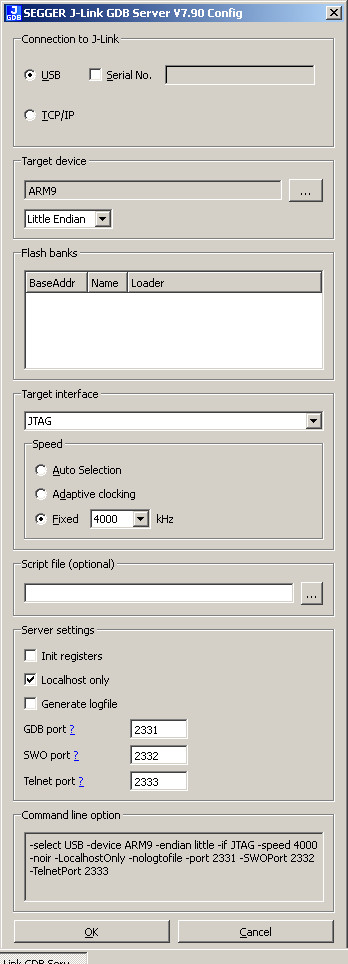 J GDB SEGGER J-Link GDB Server V7.90 Config
Connection to J-Link
USB Serial No.
TCP/IP
Target device
ARM9 ...
Little Endian
Flash banks
BaseAddr Name Loader
Target interface
JTAG
Speed
Auto Selection
Adaptive clocking
Fixed 4000 kHz
Script file (optional)
...
Server settings
Init registers
Localhost only
Generate logfile
GDB port ? 2331
SWO port ? 2332
Telnet port ? 2333
Command line option
-select USB -device ARM9 -endian little -if JTAG -speed 4000
-noir -LocalhostOnly -nologtofile -port 2331 -SWOPort 2332
-TelnetPort 2333
OK Cancel
Link GDB Serv...